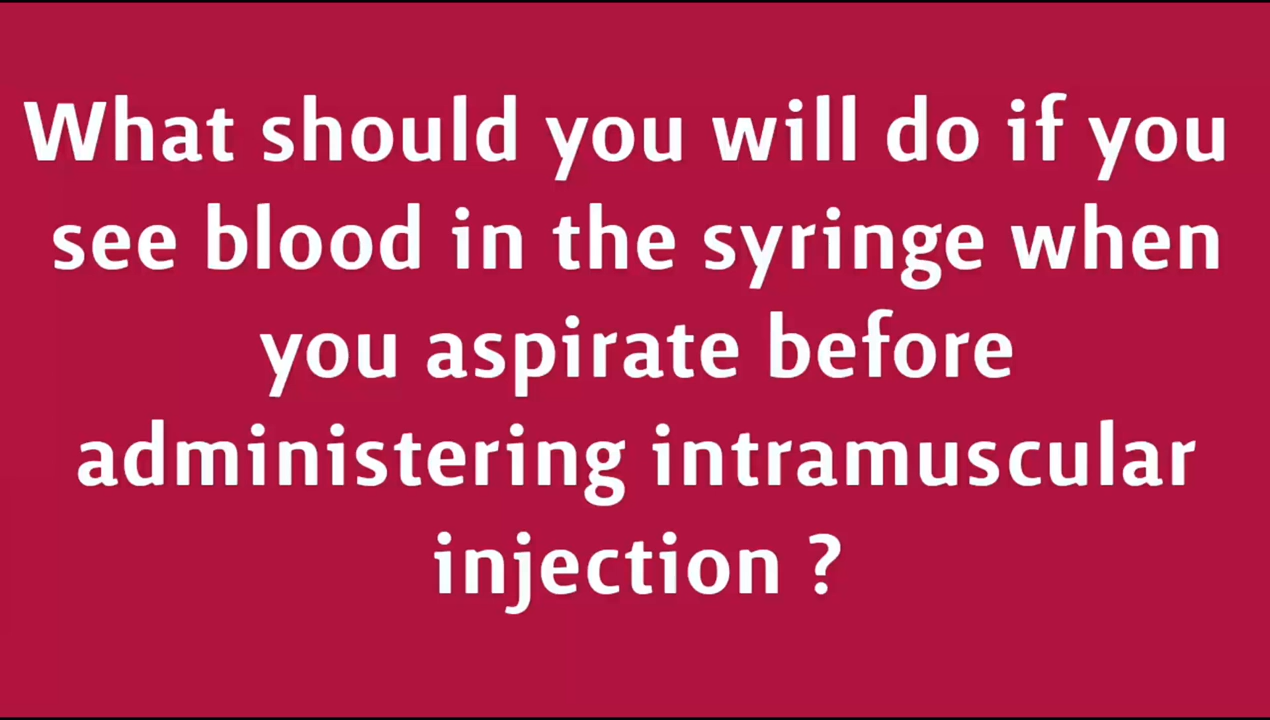 What should you will do if you
see blood in the syringe when
you aspirate before
administering intramuscular
injection ?